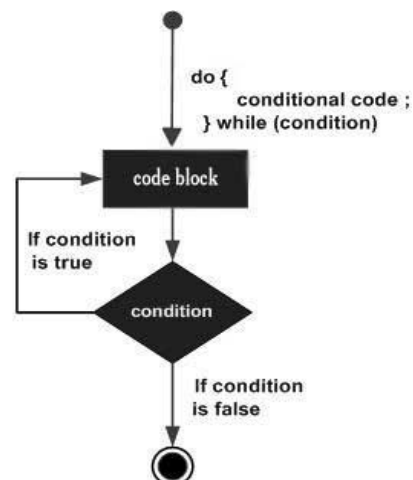 do {
conditional code ;
} while (condition)
code block
If condition
is true
condition
If condition
is false